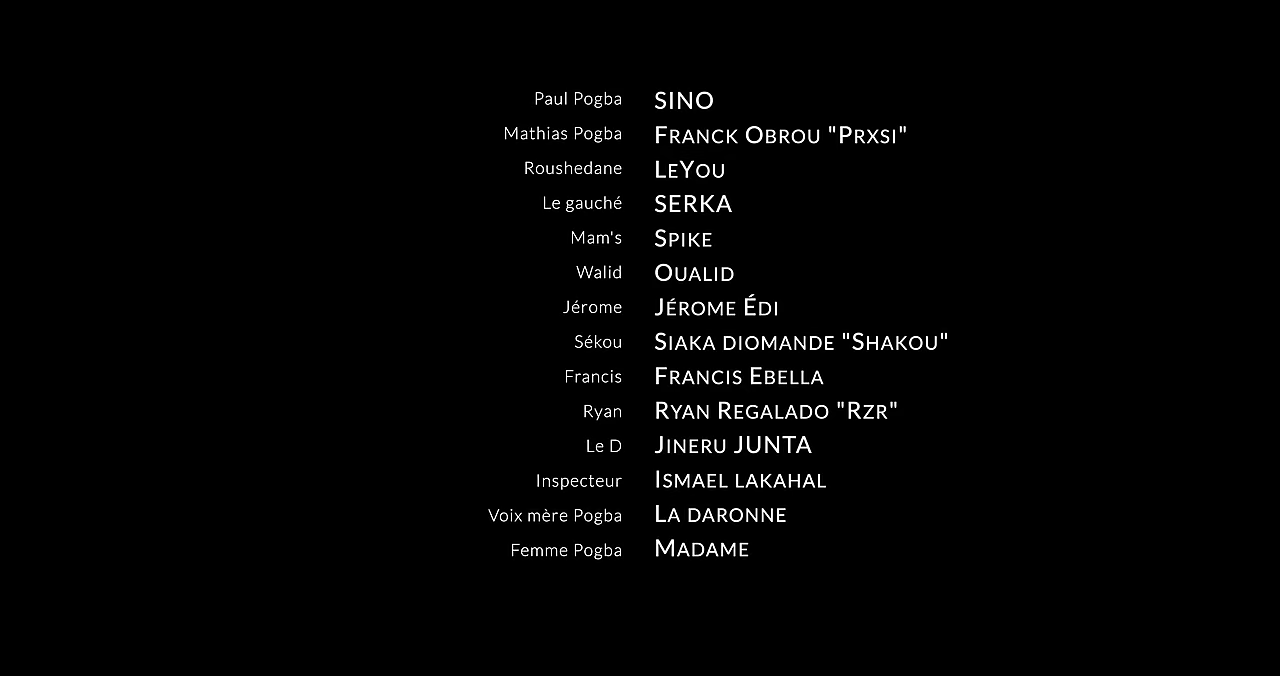 Paul Pogba SINO
Mathias Pogba Franck Obrou "Prxsi"
Roushedane LeYou
Le gauché SERKA
Mam's Spike
Walid Oualid
Jérome Jérome Édi
Sékou Siaka diomande "Shakou"
Francis Francis Ebella
Ryan Ryan Regalado "Rzr"
Le D Jineru JUNTA
Inspecteur Ismael lakahal
Voix mère Pogba La daronne
Femme Pogba Madame